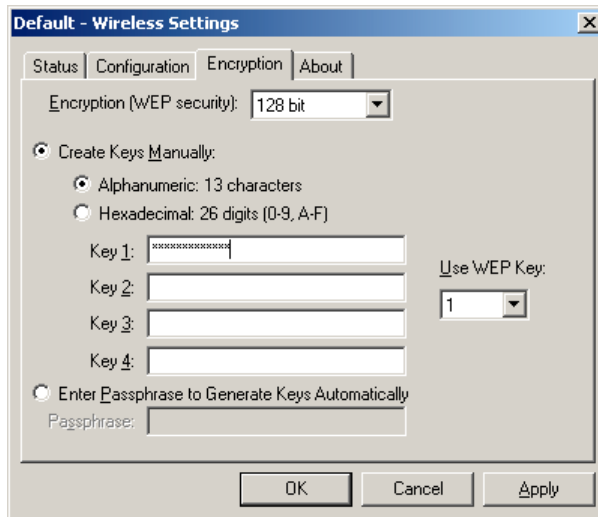 Default - Wireless Settings
Status Configuration Encryption About
Encryption (WEP security): 128 bit
Create Keys Manually:
Alphanumeric: 13 characters
Hexadecimal: 26 digits (0-9, A-F)
Key 1: *************
Use WEP Key:
Key 2:
1
Key 3:
Key 4:
Enter Passphrase to Generate Keys Automatically
Passphrase:
OK Cancel Apply